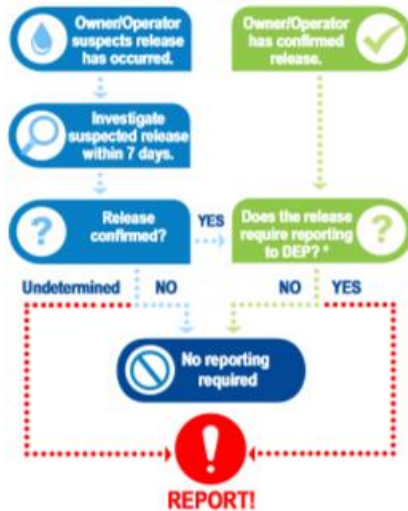 Owner/Operator
suspects release
has occurred.
Owner/Operator
has confirmed
release.
Investigate
suspected release
within 7 days.
Release
confirmed?
YES
Does the release
require reporting
to DEP? *
Undetermined
NO
NO
YES
No reporting
required
REPORT!